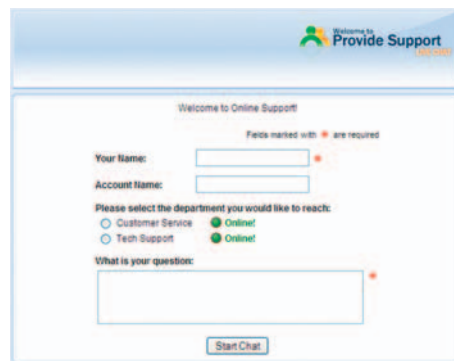 Welcome to
Provide Support
Welcome to Online Support!
Fields marked with * are required
Your Name: *
Account Name:
Please select the department you would like to reach:
Customer Service Online!
Tech Support Online!
What is your question:
*
Start Chat